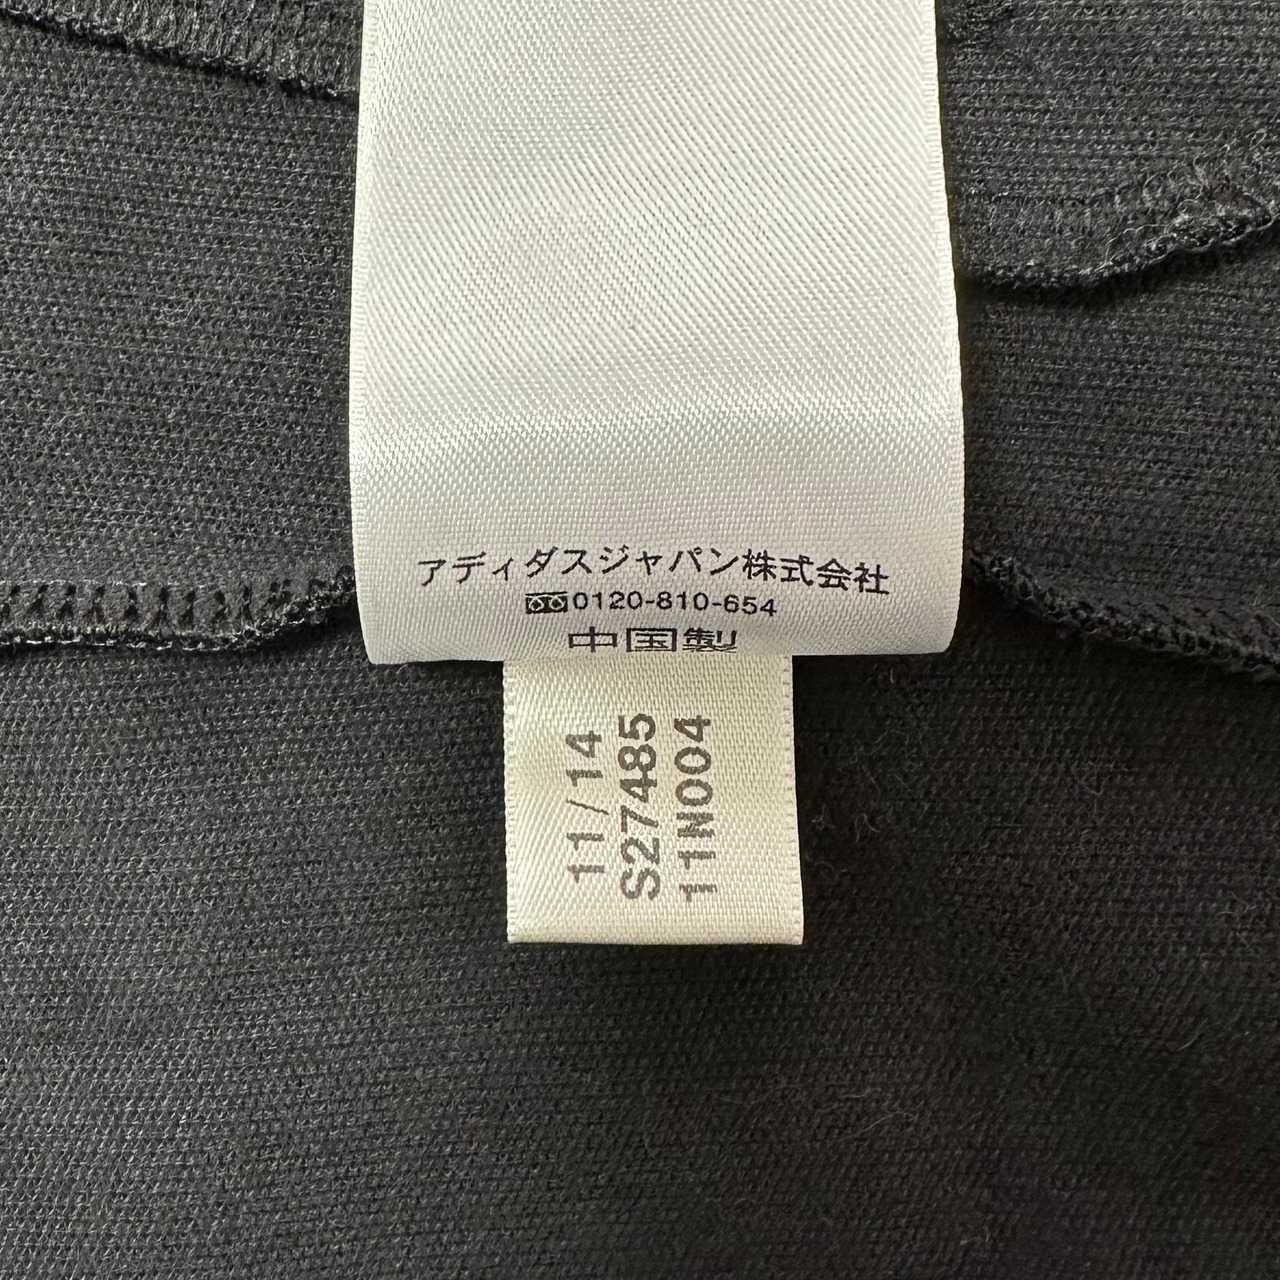 アディダスジャパン株式会社
0120-810-654
中国製
11/14
S27485
11N004